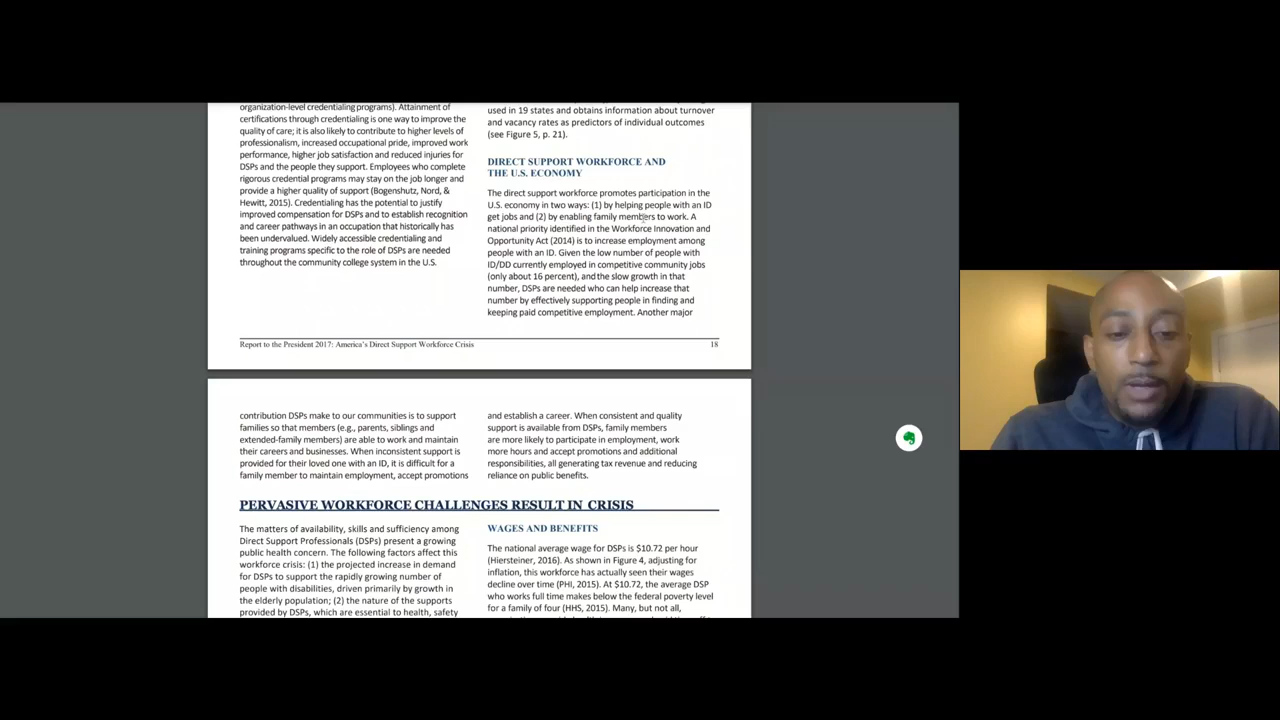 organization-level credentialing programs). Attainment of
certifications through credentialing is one way to improve the
quality of care; it is also likely to contribute to higher levels of
professionalism, increased occupational pride, improved work
performance, higher job satisfaction and reduced injuries for
DSPs and the people they support. Employees who complete
rigorous credential programs may stay on the job longer and
provide a higher quality of support (Bogenshutz, Nord, &
Hewitt, 2015). Credentialing has the potential to justify
improved compensation for DSPs and to establish recognition
and career pathways in an occupation that historically has
been undervalued. Widely accessible credentialing and
training programs specific to the role of DSPs are needed
throughout the community college system in the U.S.
used in 19 states and obtains information about turnover
and vacancy rates as predictors of individual outcomes
(see Figure 5, p. 21).
DIRECT SUPPORT WORKFORCE AND
THE U.S. ECONOMY
The direct support workforce promotes participation in the
U.S. economy in two ways: (1) by helping people with an ID
get jobs and (2) by enabling family members to work. A
national priority identified in the Workforce Innovation and
Opportunity Act (2014) is to increase employment among
people with an ID. Given the low number of people with
ID/DD currently employed in competitive community jobs
(only about 16 percent), and the slow growth in that
number, DSPs are needed who can help increase that
number by effectively supporting people in finding and
keeping paid competitive employment. Another major
Report to the President 2017: America's Direct Support Workforce Crisis
18
contribution DSPs make to our communities is to support
families so that members (e.g., parents, siblings and
extended-family members) are able to work and maintain
their careers and businesses. When inconsistent support is
provided for their loved one with an ID, it is difficult for a
family member to maintain employment, accept promotions
and establish a career. When consistent and quality
support is available from DSPs, family members
are more likely to participate in employment, work
more hours and accept promotions and additional
responsibilities, all generating tax revenue and reducing
reliance on public benefits.
PERVASIVE WORKFORCE CHALLENGES RESULT IN CRISIS
The matters of availability, skills and sufficiency among
Direct Support Professionals (DSPs) present a growing
public health concern. The following factors affect this
workforce crisis: (1) the projected increase in demand
for DSPs to support the rapidly growing number of
people with disabilities, driven primarily by growth in
the elderly population; (2) the nature of the supports
provided by DSPs, which are essential to health, safety
WAGES AND BENEFITS
The national average wage for DSPs is $10.72 per hour
(Hiersteiner, 2016). As shown in Figure 4, adjusting for
inflation, this workforce has actually seen their wages
decline over time (PHI, 2015). At $10.72, the average DSP
who works full time makes below the federal poverty level
for a family of four (HHS, 2015). Many, but not all,